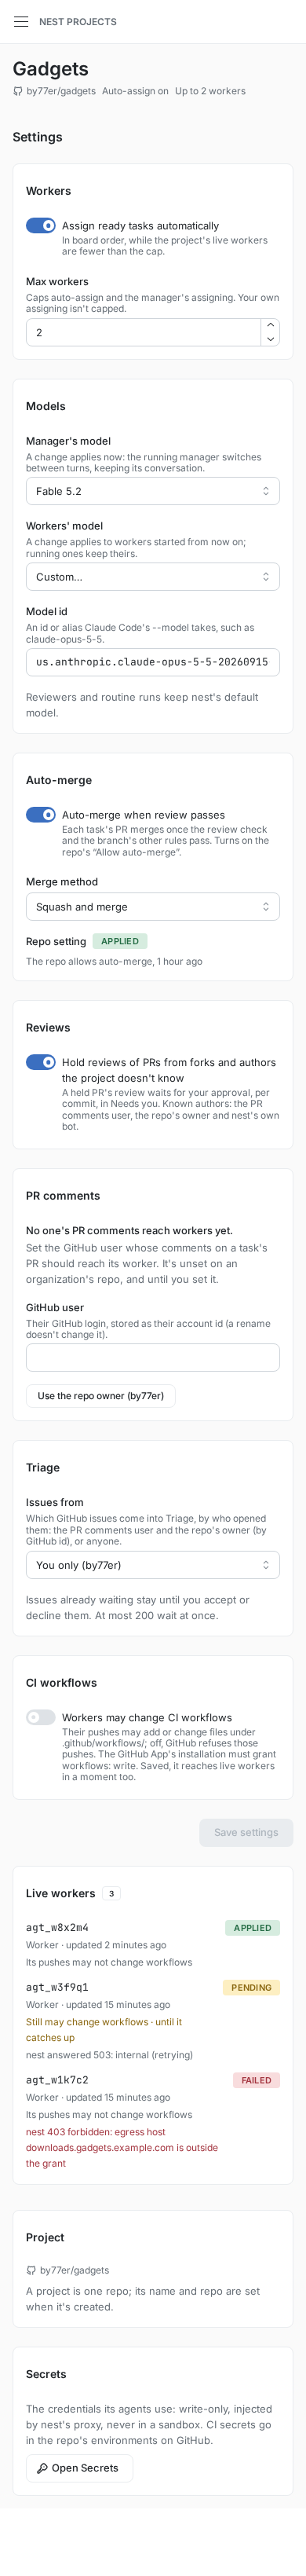 NEST PROJECTS
Gadgets
by77er/gadgets Auto-assign on Up to 2 workers
Settings
Workers
Assign ready tasks automatically
In board order, while the project's live workers
are fewer than the cap.
Max workers
Caps auto-assign and the manager's assigning. Your own
assigning isn't capped.
2
Models
Manager's model
A change applies now: the running manager switches
between turns, keeping its conversation.
Fable 5.2
Workers' model
A change applies to workers started from now on;
running ones keep theirs.
Custom...
Model id
An id or alias Claude Code's --model takes, such as
claude-opus-5-5.
us.anthropic.claude-opus-5-5-20260915
Reviewers and routine runs keep nest's default
model.
Auto-merge
Auto-merge when review passes
Each task's PR merges once the review check
and the branch's other rules pass. Turns on the
repo's “Allow auto-merge”.
Merge method
Squash and merge
Repo setting APPLIED
The repo allows auto-merge, 1 hour ago
Reviews
Hold reviews of PRs from forks and authors
the project doesn't know
A held PR's review waits for your approval, per
commit, in Needs you. Known authors: the PR
comments user, the repo's owner and nest's own
bot.
PR comments
No one's PR comments reach workers yet.
Set the GitHub user whose comments on a task's
PR should reach its worker. It's unset on an
organization's repo, and until you set it.
GitHub user
Their GitHub login, stored as their account id (a rename
doesn't change it).
Use the repo owner (by77er)
Triage
Issues from
Which GitHub issues come into Triage, by who opened
them: the PR comments user and the repo's owner (by
GitHub id), or anyone.
You only (by77er)
Issues already waiting stay until you accept or
decline them. At most 200 wait at once.
CI workflows
Workers may change CI workflows
Their pushes may add or change files under
.github/workflows/; off, GitHub refuses those
pushes. The GitHub App's installation must grant
workflows: write. Saved, it reaches live workers
in a moment too.
Save settings
Live workers 3
agt_w8x2m4 APPLIED
Worker · updated 2 minutes ago
Its pushes may not change workflows
agt_w3f9q1 PENDING
Worker · updated 15 minutes ago
Still may change workflows · until it
catches up
nest answered 503: internal (retrying)
agt_w1k7c2 FAILED
Worker · updated 15 minutes ago
Its pushes may not change workflows
nest 403 forbidden: egress host
downloads.gadgets.example.com is outside
the grant
Project
by77er/gadgets
A project is one repo; its name and repo are set
when it's created.
Secrets
The credentials its agents use: write-only, injected
by nest's proxy, never in a sandbox. CI secrets go
in the repo's environments on GitHub.
Open Secrets